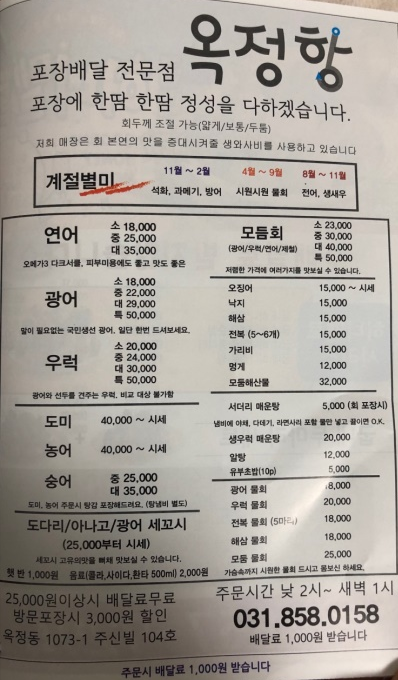 포장배달 전문점 옥정항
포장에 한땀 한땀 정성을 다하겠습니다.
회두께 조절 가능(얇게/보통/두툼)
저희 매장은 회 본연의 맛을 증대시켜줄 생와사비를 사용하고 있습니다
계절별미
11월 ~ 2월 4월 ~ 9월 8월 ~ 11월
석화, 과메기, 방어 시원시원 물회 전어, 생새우
연어
소 18,000
중 25,000
대 35,000
오메가3 다크서클, 피부미용에도 좋고 맛도 좋은
광어
소 18,000
중 22,000
대 29,000
특 50,000
말이 필요없는 국민생선 광어. 일단 한번 드셔보세요.
우럭
소 20,000
중 24,000
대 30,000
특 50,000
광어와 선두를 견주는 우럭, 비교 대상 불가항
도미 40,000 ~ 시세
농어 40,000 ~ 시세
숭어
중 25,000
대 35,000
도미, 농어 주문시 탕감 포장해드려요. (탕냄비 별도)
도다리/아나고/광어 세꼬시
(25,000부터 시세)
세꼬시 고유의맛을 뼈째 맛보실 수 있습니다.
햇 반 1,000원 음료(콜라,사이다,환타 500ml) 2,000원
모듬회
(광어/우럭/연어/제철)
소 23,000
중 30,000
대 40,000
특 50,000
저렴한 가격에 여러가지를 맛보실 수 있습니다.
오징어 15,000 ~ 시세
낙지 15,000
해삼 15,000
전복 (5~6개) 15,000
가리비 15,000
멍게 12,000
모둠해산물 32,000
서더리 매운탕 5,000 (회 포장시)
냄비에 야채, 다데기, 라면사리 포함 물만 넣고 끓이면 O.K.
생우럭 매운탕 20,000
알탕 12,000
유부초밥(10p) 5,000
광어 물회 18,000
우럭 물회 20,000
전복 물회 (5마리) 18,000
해삼 물회 18,000
모둠 물회 25,000
가슴속까지 시원한 물회 드시고 몸보신 하세요.
25,000원이상시 배달료무료
방문포장시 3,000원 할인
옥정동 1073-1 주신빌 104호
주문시간 낮 2시~ 새벽 1시
031.858.0158
배달료 1,000원 받습니다
주문시 배달료 1,000원 받습니다